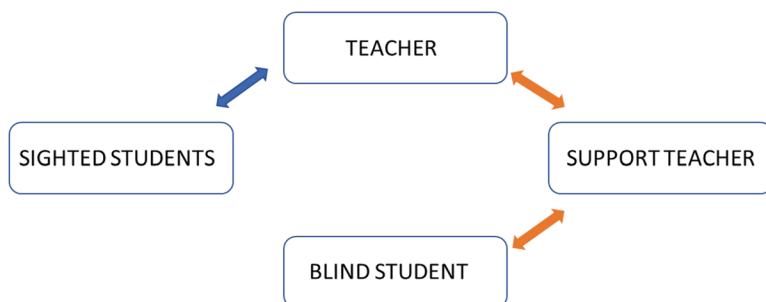 TEACHER
SIGHTED STUDENTS
SUPPORT TEACHER
BLIND STUDENT